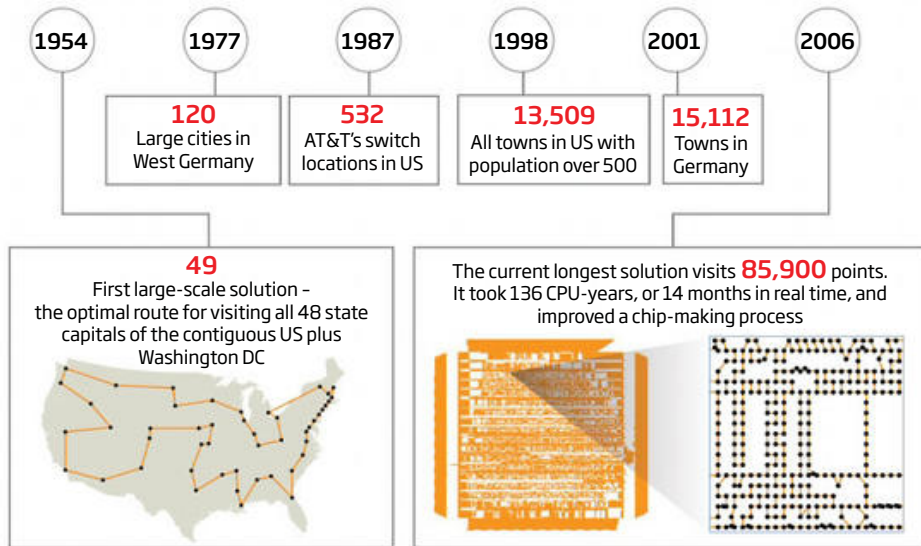 1954
1977
1987
1998
2001
2006
120
Large cities in
West Germany
532
AT&T's switch
locations in US
13,509
All towns in US with
population over 500
15,112
Towns in
Germany
49
First large-scale solution –
the optimal route for visiting all 48 state
capitals of the contiguous US plus
Washington DC
The current longest solution visits 85,900 points.
It took 136 CPU-years, or 14 months in real time, and
improved a chip-making process